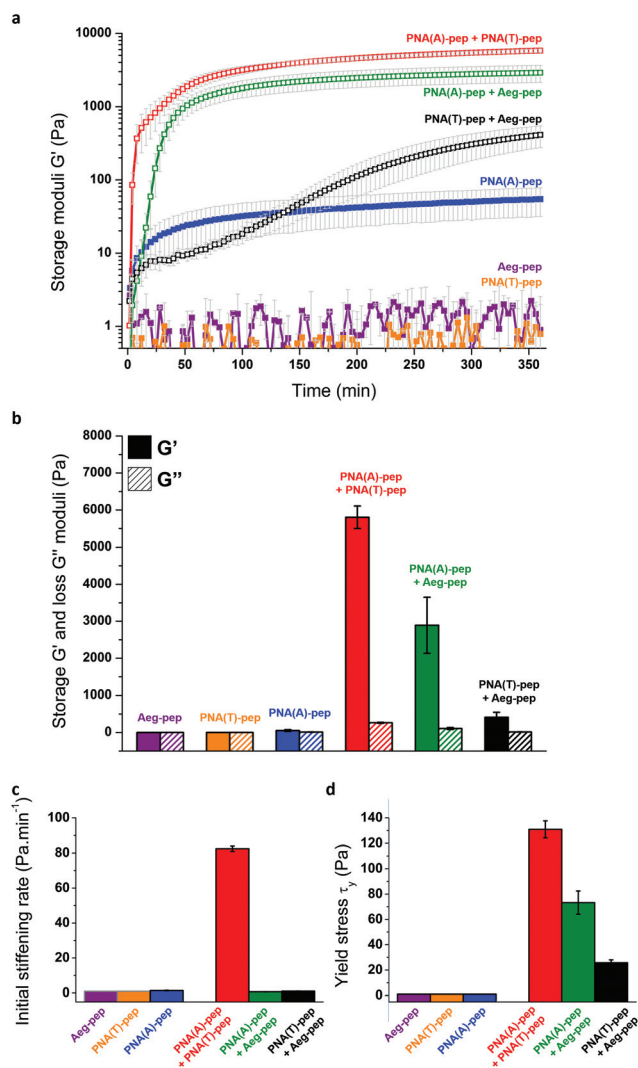 a
Storage moduli G' (Pa)
10000
1000
100
10
1
0
50
100
150
200
250
300
350
Time (min)
PNA(A)-pep + PNA(T)-pep
PNA(A)-pep + Aeg-pep
PNA(T)-pep + Aeg-pep
PNA(A)-pep
Aeg-pep
PNA(T)-pep
b
Storage G' and loss G" moduli (Pa)
8000
7000
6000
5000
4000
3000
2000
1000
0
G'
G"
Aeg-pep
PNA(T)-pep
PNA(A)-pep
PNA(A)-pep
+ PNA(T)-pep
PNA(A)-pep
+ Aeg-pep
PNA(T)-pep
+ Aeg-pep
c
Initial stiffening rate (Pa.min⁻¹)
100
80
60
40
20
0
Aeg-pep
PNA(T)-pep
PNA(A)-pep
PNA(A)-pep
+ PNA(T)-pep
PNA(A)-pep
+ Aeg-pep
PNA(T)-pep
+ Aeg-pep
d
Yield stress τy (Pa)
140
120
100
80
60
40
20
0
Aeg-pep
PNA(T)-pep
PNA(A)-pep
PNA(A)-pep
+ PNA(T)-pep
PNA(A)-pep
+ Aeg-pep
PNA(T)-pep
+ Aeg-pep